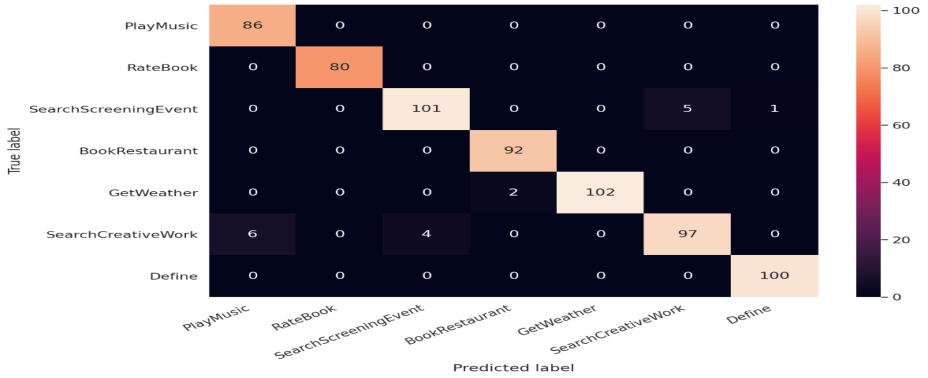 PlayMusic 86 0 0 0 0 0 0
RateBook 0 80 0 0 0 0 0
SearchScreeningEvent 0 0 101 0 0 5 1
BookRestaurant 0 0 0 92 0 0 0
GetWeather 0 0 0 2 102 0 0
SearchCreativeWork 6 0 4 0 0 97 0
Define 0 0 0 0 0 0 100
True label
PlayMusic RateBook SearchScreeningEvent BookRestaurant GetWeather SearchCreativeWork Define
Predicted label
100
80
60
40
20
0